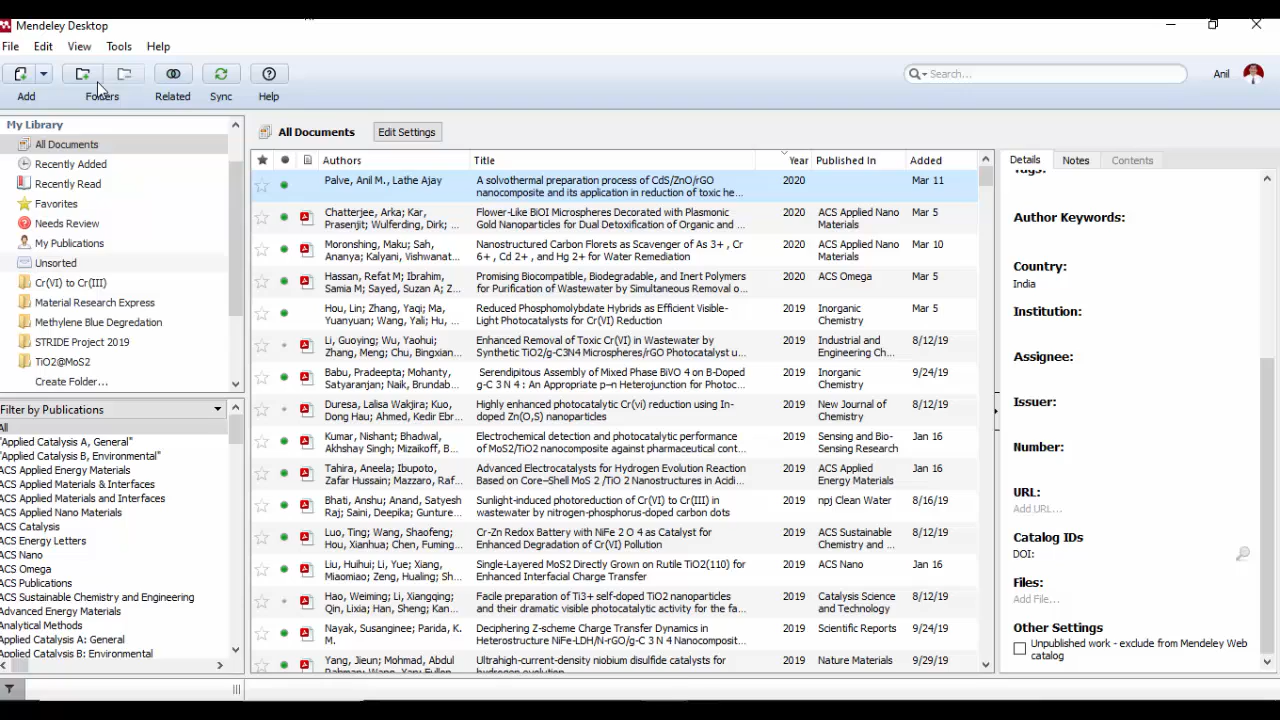 Mendeley Desktop
File Edit View Tools Help
Add Folders Related Sync Help
Search...
Anil
My Library
All Documents
Recently Added
Recently Read
Favorites
Needs Review
My Publications
Unsorted
Cr(VI) to Cr(III)
Material Research Express
Methylene Blue Degredation
STRIDE Project 2019
TiO2@MoS2
Create Folder...
Filter by Publications
All
"Applied Catalysis A, General"
"Applied Catalysis B, Environmental"
ACS Applied Energy Materials
ACS Applied Materials & Interfaces
ACS Applied Materials and Interfaces
ACS Applied Nano Materials
ACS Catalysis
ACS Energy Letters
ACS Nano
ACS Omega
ACS Publications
ACS Sustainable Chemistry and Engineering
Advanced Energy Materials
Analytical Methods
Applied Catalysis A: General
Applied Catalysis B: Environmental
All Documents Edit Settings
Authors Title Year Published In Added
Palve, Anil M., Lathe Ajay A solvothermal preparation process of CdS/ZnO/rGO 2020 Mar 11
nanocomposite and its application in reduction of toxic he...
Chatterjee, Arka; Kar, Flower-Like BiOI Microspheres Decorated with Plasmonic 2020 ACS Applied Nano Mar 5
Prasenjit; Wulferding, Dirk; ... Gold Nanoparticles for Dual Detoxification of Organic and ... Materials
Moronshing, Maku; Sah, Nanostructured Carbon Florets as Scavenger of As 3+ , Cr 2020 ACS Applied Nano Mar 10
Ananya; Kalyani, Vishwanat... 6+ , Cd 2+ , and Hg 2+ for Water Remediation Materials
Hassan, Refat M; Ibrahim, Promising Biocompatible, Biodegradable, and Inert Polymers 2020 ACS Omega Mar 5
Samia M; Sayed, Suzan A; Z... for Purification of Wastewater by Simultaneous Removal o...
Hou, Lin; Zhang, Yaqi; Ma, Reduced Phosphomolybdate Hybrids as Efficient Visible- 2019 Inorganic Mar 5
Yuanyuan; Wang, Yali; Hu, ... Light Photocatalysts for Cr(VI) Reduction Chemistry
Li, Guoying; Wu, Yaohui; Enhanced Removal of Toxic Cr(VI) in Wastewater by 2019 Industrial and 8/12/19
Zhang, Meng; Chu, Bingxian... Synthetic TiO2/g-C3N4 Microspheres/rGO Photocatalyst u... Engineering Ch...
Babu, Pradeepta; Mohanty, Serendipitous Assembly of Mixed Phase BiVO 4 on B-Doped 2019 Inorganic 9/24/19
Satyaranjan; Naik, Brundab... g-C 3 N 4 : An Appropriate p–n Heterojunction for Photoc... Chemistry
Duresa, Lalisa Wakjira; Kuo, Highly enhanced photocatalytic Cr(vi) reduction using In- 2019 New Journal of 8/12/19
Dong Hau; Ahmed, Kedir Ebr... doped Zn(O,S) nanoparticles Chemistry
Kumar, Nishant; Bhadwal, Electrochemical detection and photocatalytic performance 2019 Sensing and Bio- Jan 16
Akhshay Singh; Mizaikoff, B... of MoS2/TiO2 nanocomposite against pharmaceutical cont... Sensing Research
Tahira, Aneela; Ibupoto, Advanced Electrocatalysts for Hydrogen Evolution Reaction 2019 ACS Applied Jan 16
Zafar Hussain; Mazzaro, Raf... Based on Core–Shell MoS 2 /TiO 2 Nanostructures in Acidi... Energy Materials
Bhati, Anshu; Anand, Satyesh Sunlight-induced photoreduction of Cr(VI) to Cr(III) in 2019 npj Clean Water 8/16/19
Raj; Saini, Deepika; Gunture... wastewater by nitrogen-phosphorus-doped carbon dots
Luo, Ting; Wang, Shaofeng; Cr-Zn Redox Battery with NiFe 2 O 4 as Catalyst for 2019 ACS Sustainable 8/12/19
Hou, Xianhua; Chen, Fuming... Enhanced Degradation of Cr(VI) Pollution Chemistry and ...
Liu, Huihui; Li, Yue; Xiang, Single-Layered MoS2 Directly Grown on Rutile TiO2(110) for 2019 ACS Nano Jan 16
Miaomiao; Zeng, Hualing; Sh... Enhanced Interfacial Charge Transfer
Hao, Weiming; Li, Xiangqing; Facile preparation of Ti3+ self-doped TiO2 nanoparticles 2019 Catalysis Science 8/12/19
Qin, Lixia; Han, Sheng; Kan... and their dramatic visible photocatalytic activity for the fa... and Technology
Nayak, Susanginee; Parida, K. Deciphering Z-scheme Charge Transfer Dynamics in 2019 Scientific Reports 9/24/19
M. Heterostructure NiFe-LDH/N-rGO/g-C 3 N 4 Nanocomposit...
Yang, Jieun; Mohmad, Abdul Ultrahigh-current-density niobium disulfide catalysts for 2019 Nature Materials 9/29/19
hydrogen evolution
Details Notes Contents
Tags:
Author Keywords:
Country:
India
Institution:
Assignee:
Issuer:
Number:
URL:
Add URL...
Catalog IDs
DOI:
Files:
Add File...
Other Settings
Unpublished work - exclude from Mendeley Web
catalog